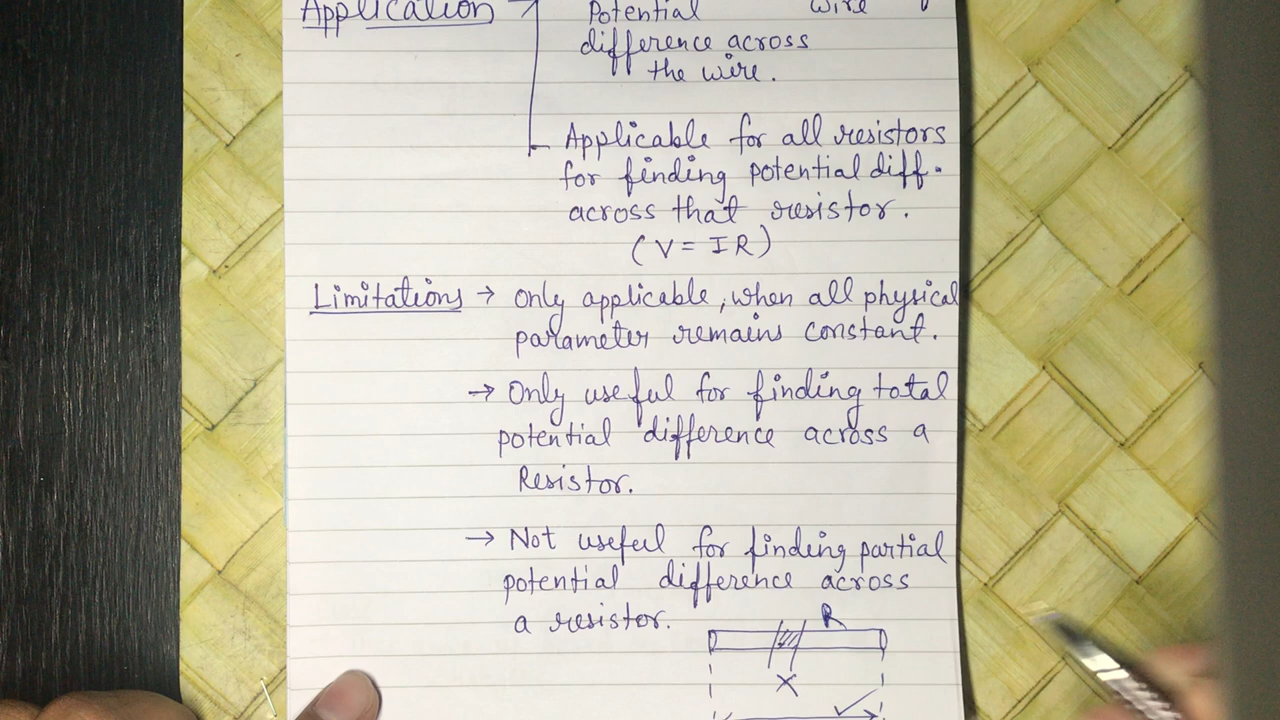 Application
Potential wire
difference across
the wire.
Applicable for all resistors
for finding potential diff.
across that resistor.
(V = IR)
Limitations → Only applicable, when all physical
parameter remains constant.
→ Only useful for finding total
potential difference across a
Resistor.
→ Not useful for finding partial
potential difference across
a resistor.
R